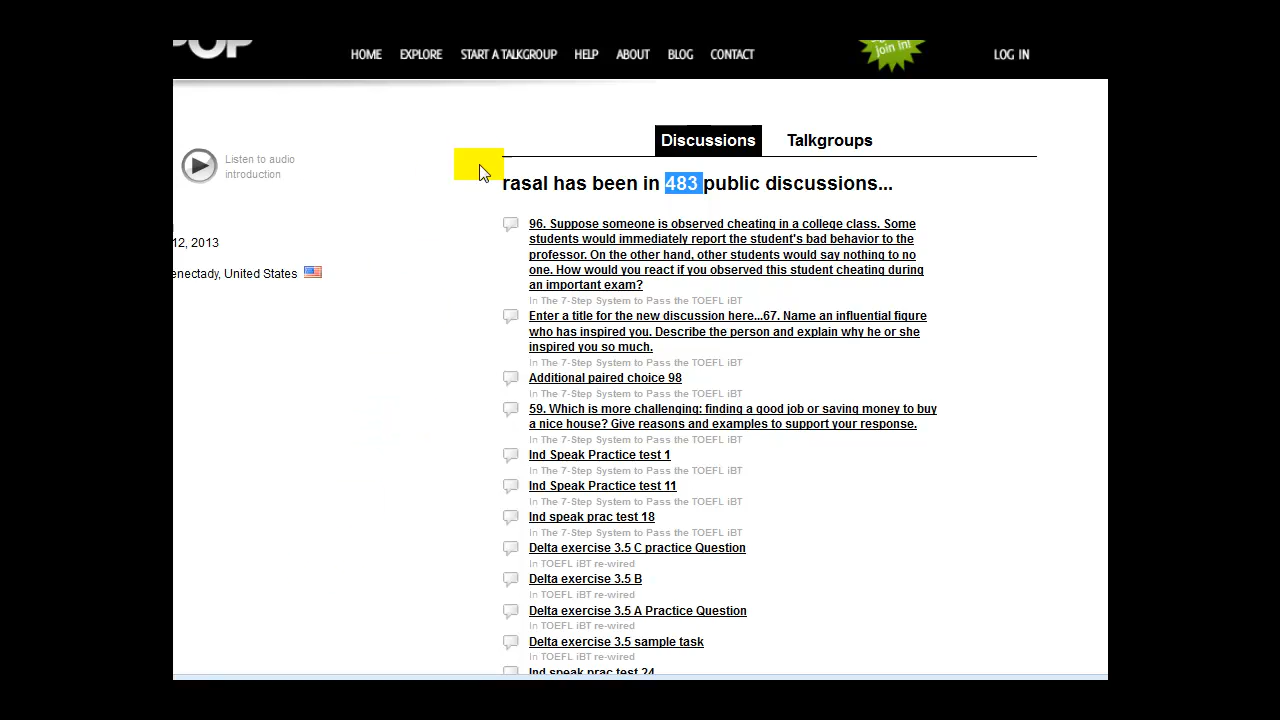 HOME EXPLORE START A TALKGROUP HELP ABOUT BLOG CONTACT join in! LOG IN
Discussions Talkgroups
Listen to audio
introduction
rasal has been in 483 public discussions...
96. Suppose someone is observed cheating in a college class. Some
students would immediately report the student's bad behavior to the
professor. On the other hand, other students would say nothing to no
one. How would you react if you observed this student cheating during
an important exam?
In The 7-Step System to Pass the TOEFL iBT
12, 2013
enectady, United States
Enter a title for the new discussion here...67. Name an influential figure
who has inspired you. Describe the person and explain why he or she
inspired you so much.
In The 7-Step System to Pass the TOEFL iBT
Additional paired choice 98
In The 7-Step System to Pass the TOEFL iBT
59. Which is more challenging: finding a good job or saving money to buy
a nice house? Give reasons and examples to support your response.
In The 7-Step System to Pass the TOEFL iBT
Ind Speak Practice test 1
In The 7-Step System to Pass the TOEFL iBT
Ind Speak Practice test 11
In The 7-Step System to Pass the TOEFL iBT
Ind speak prac test 18
In The 7-Step System to Pass the TOEFL iBT
Delta exercise 3.5 C practice Question
In TOEFL iBT re-wired
Delta exercise 3.5 B
In TOEFL iBT re-wired
Delta exercise 3.5 A Practice Question
In TOEFL iBT re-wired
Delta exercise 3.5 sample task
In TOEFL iBT re-wired
Ind speak prac test 24